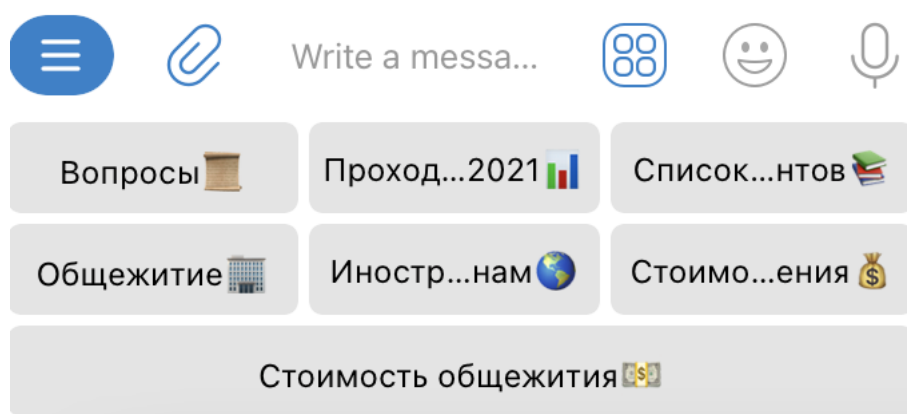 Write a messa...
Вопросы📜 Проход...2021📊 Список...нтов📚
Общежитие🏢 Иностр...нам🌎 Стоимо...ения💰
Стоимость общежития💵